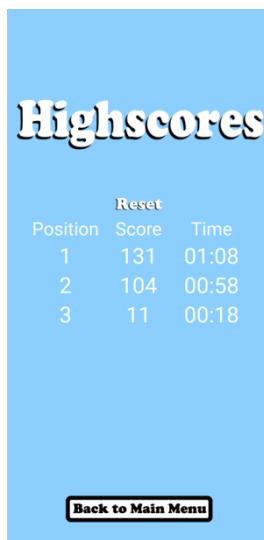 Highscores
Reset
Position Score Time
1 131 01:08
2 104 00:58
3 11 00:18
Back to Main Menu